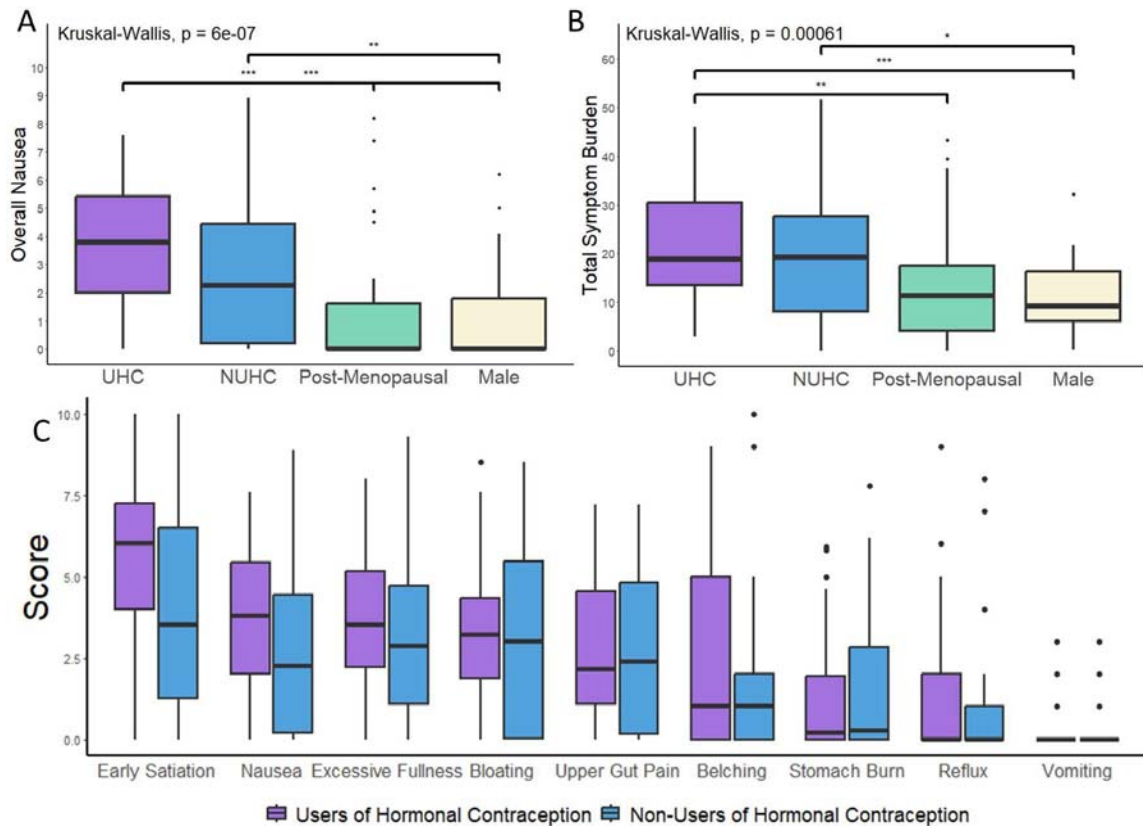 A
Kruskal-Wallis, p = 6e-07
**
*** ***
10
9
8
7
6
5
4
3
2
1
0
Overall Nausea
UHC NUHC Post-Menopausal Male
B
Kruskal-Wallis, p = 0.00061
*
***
**
60
50
40
30
20
10
0
Total Symptom Burden
UHC NUHC Post-Menopausal Male
C
10.0
7.5
5.0
2.5
0.0
Score
Early Satiation Nausea Excessive Fullness Bloating Upper Gut Pain Belching Stomach Burn Reflux Vomiting
Users of Hormonal Contraception Non-Users of Hormonal Contraception